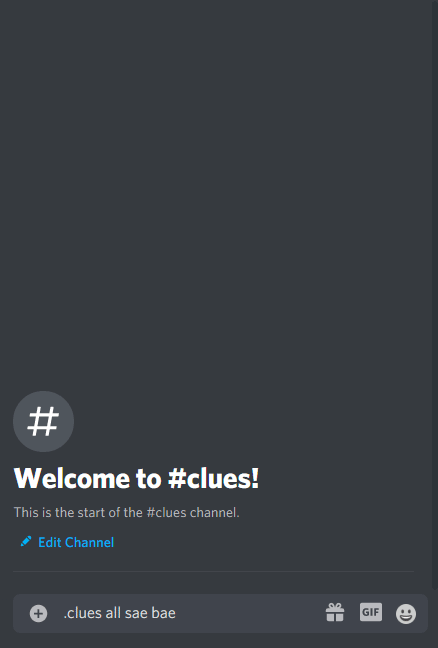 #
Welcome to #clues!
This is the start of the #clues channel.
Edit Channel
.clues all sae bae GIF